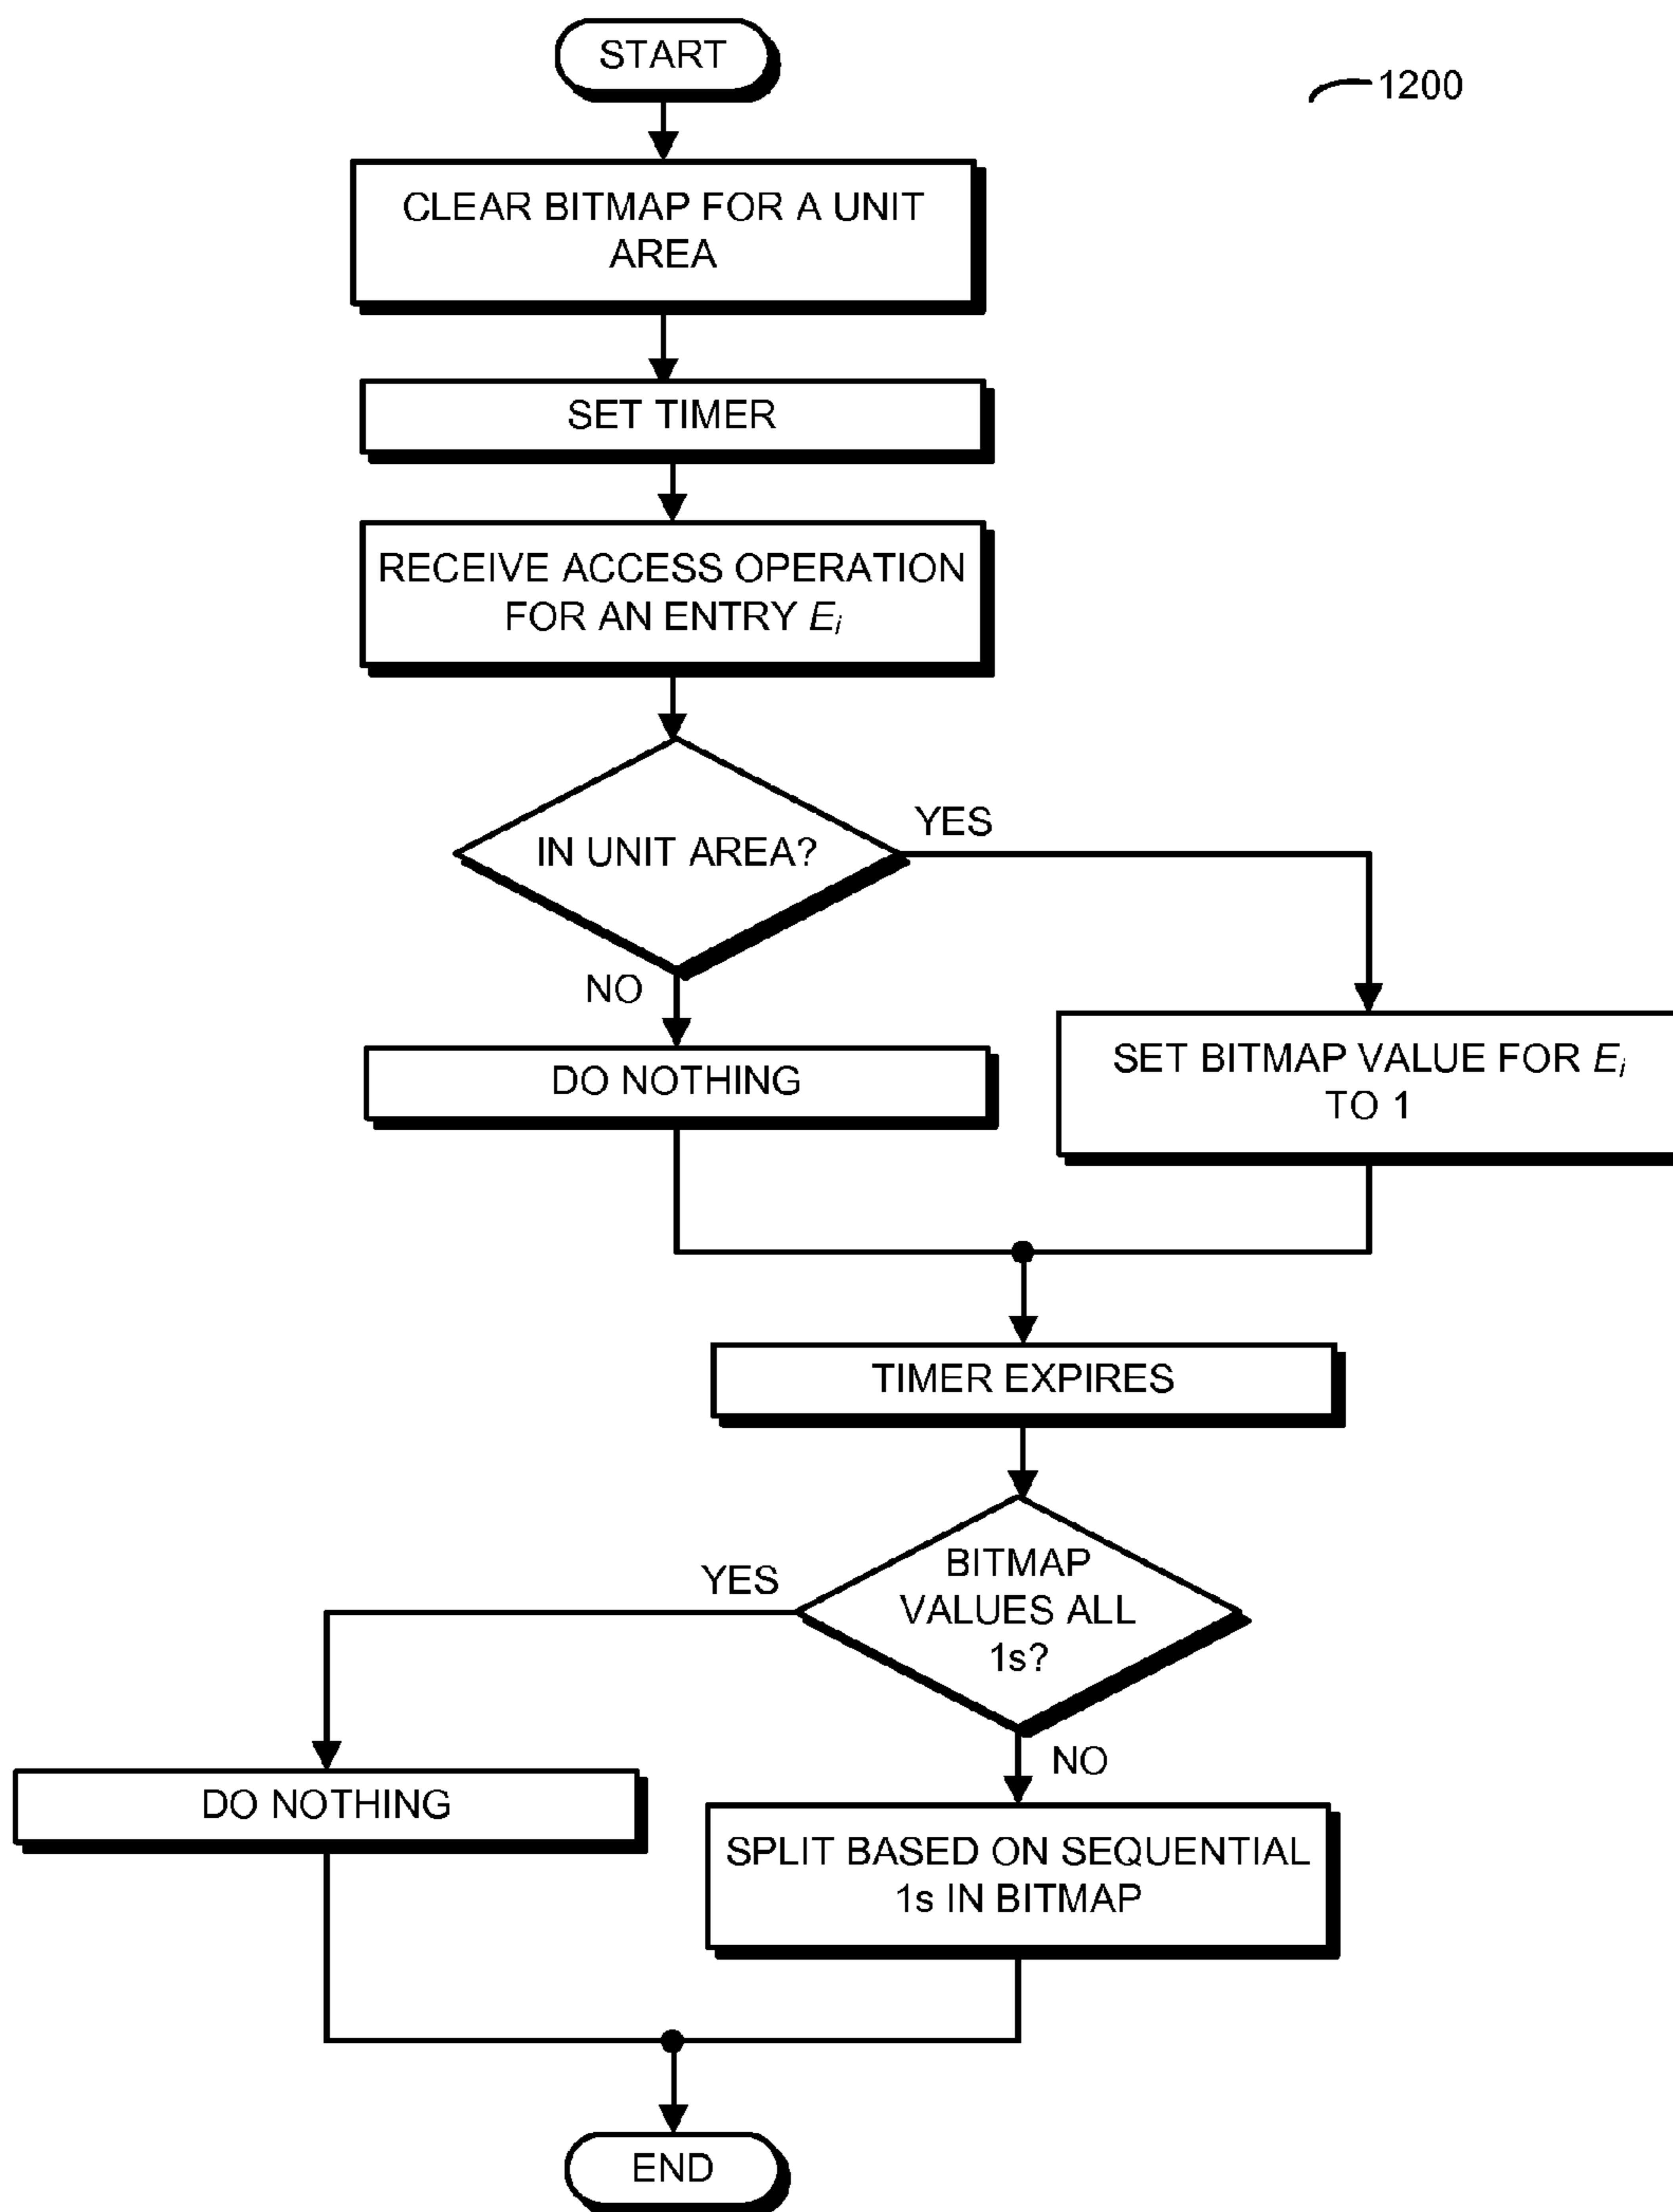 START
1200
CLEAR BITMAP FOR A UNIT
AREA
SET TIMER
RECEIVE ACCESS OPERATION
FOR AN ENTRY Ei
IN UNIT AREA?
YES
NO
DO NOTHING
SET BITMAP VALUE FOR Ei
TO 1
TIMER EXPIRES
BITMAP
VALUES ALL
1s?
YES
NO
DO NOTHING
SPLIT BASED ON SEQUENTIAL
1s IN BITMAP
END